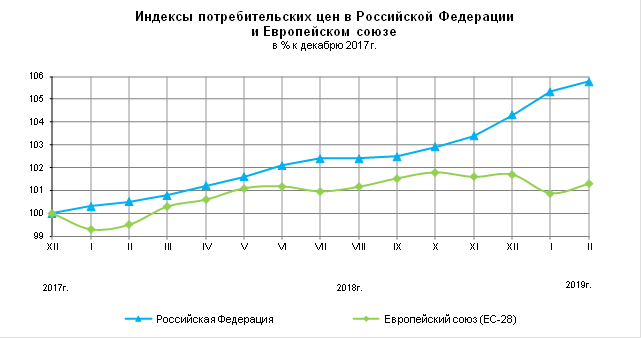 Индексы потребительских цен в Российской Федерации
и Европейском союзе
в % к декабрю 2017г.
106
105
104
103
102
101
100
99
XII I II III IV V VI VII VIII IX X XI XII I II
2017г. 2018г. 2019г.
Российская Федерация Европейский союз (ЕС-28)